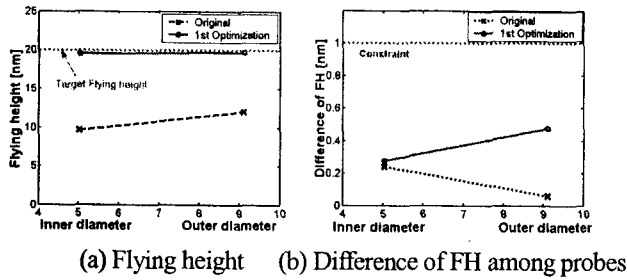 Original
1st Optimization
25
20
15
10
5
0
Flying height [nm]
Target Flying height
4 5 6 7 8 9 10
Inner diameter Outer diameter
(a) Flying height
Original
1st Optimization
1
0.8
0.6
0.4
0.2
0
Difference of FH [nm]
Constraint
4 5 6 7 8 9 10
Inner diameter Outer diameter
(b) Difference of FH among probes